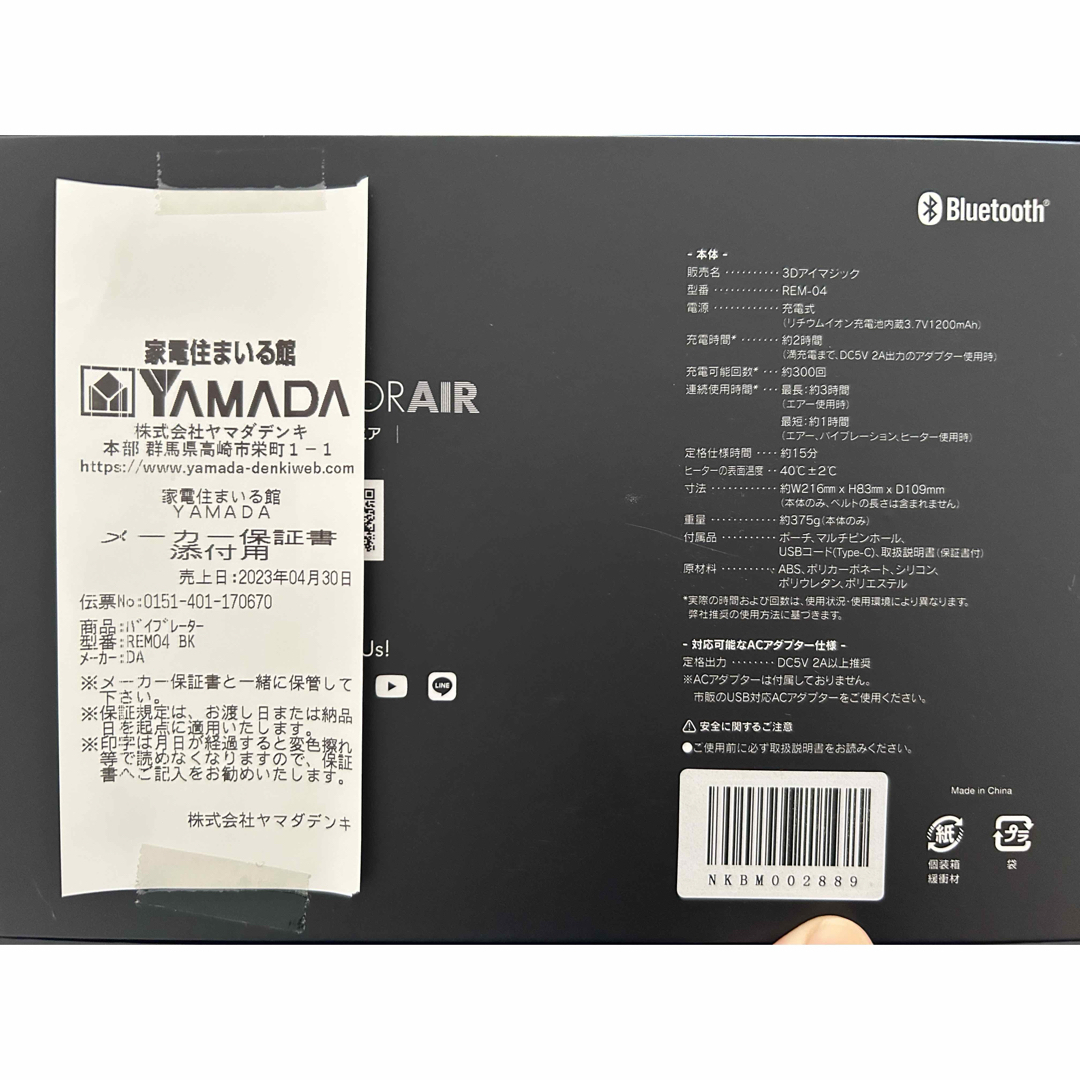 家電住まいる館
YAMADA
株式会社ヤマダデンキ
本部 群馬県高崎市栄町1-1
https://www.yamada-denkiweb.com
家電住まいる館
YAMADA
メーカー保証書
添付用
売上日:2023年04月30日
伝票No:0151-401-170670
商品:バイブレーター
型番:REM04 BK
メーカー:DA
※メーカー保証書と一緒に保管して
下さい。
※保証規定は、お渡し日または納品
日を起点に適用いたします。
※印字は月日が経過すると変色擦れ
等で読めなくなりますので、保証
書へご記入をお勧めいたします。
株式会社ヤマダデンキ
ORAIR
ェア |
Us!
LINE
Bluetooth®
- 本体 -
販売名 ·········· 3Dアイマジック
型番 ············ REM-04
電源 ············ 充電式
(リチウムイオン充電池内蔵3.7V1200mAh)
充電時間* ······· 約2時間
(満充電まで、DC5V 2A出力のアダプター使用時)
充電可能回数* ··· 約300回
連続使用時間* ··· 最長:約3時間
(エアー使用時)
最短:約1時間
(エアー、バイブレーション、ヒーター使用時)
定格仕様時間 ···· 約15分
ヒーターの表面温度 ·· 40℃±2℃
寸法 ············ 約W216mm x H83mm x D109mm
(本体のみ、ベルトの長さは含まれません)
重量 ············ 約375g(本体のみ)
付属品 ·········· ポーチ、マルチピンホール、
USBコード(Type-C)、取扱説明書(保証書付)
原材料 ·········· ABS、ポリカーボネート、シリコン、
ポリウレタン、ポリエステル
*実際の時間および回数は、使用状況・使用環境により異なります。
弊社推奨の使用方法に基づきます。
- 対応可能なACアダプター仕様 -
定格出力 ········ DC5V 2A以上推奨
※ACアダプターは付属しておりません。
市販のUSB対応ACアダプターをご使用ください。
安全に関するご注意
●ご使用前に必ず取扱説明書をお読みください。
NKBM002889
Made in China
紙
個装箱
緩衝材
プラ
袋